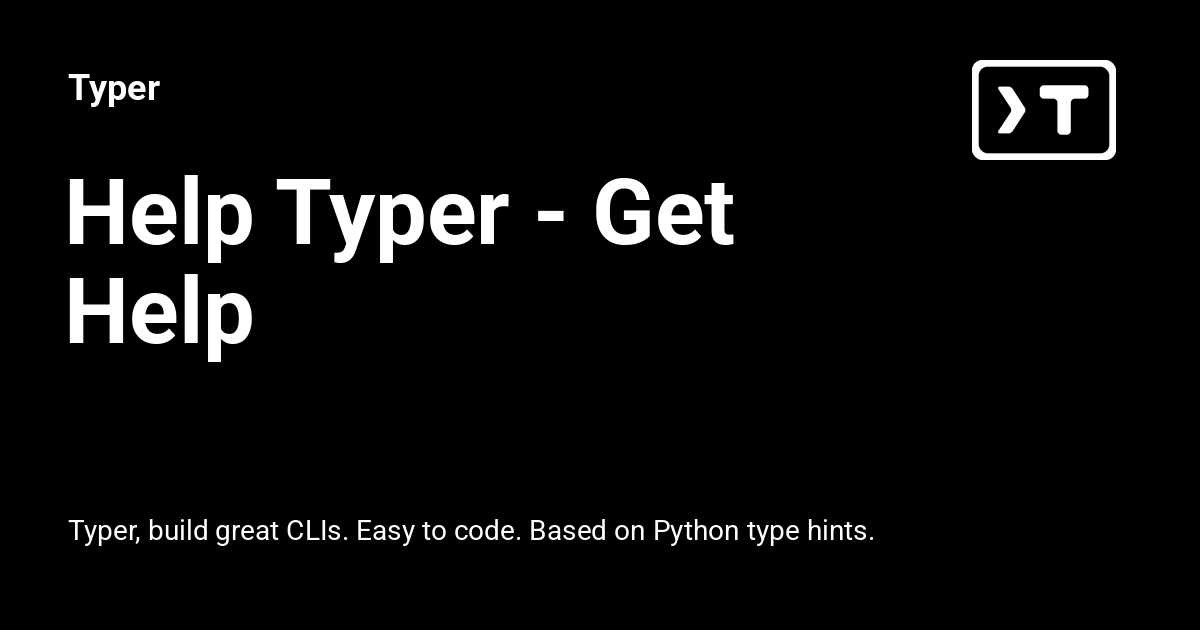 Typer
❯T
Help Typer - Get
Help
Typer, build great CLIs. Easy to code. Based on Python type hints.